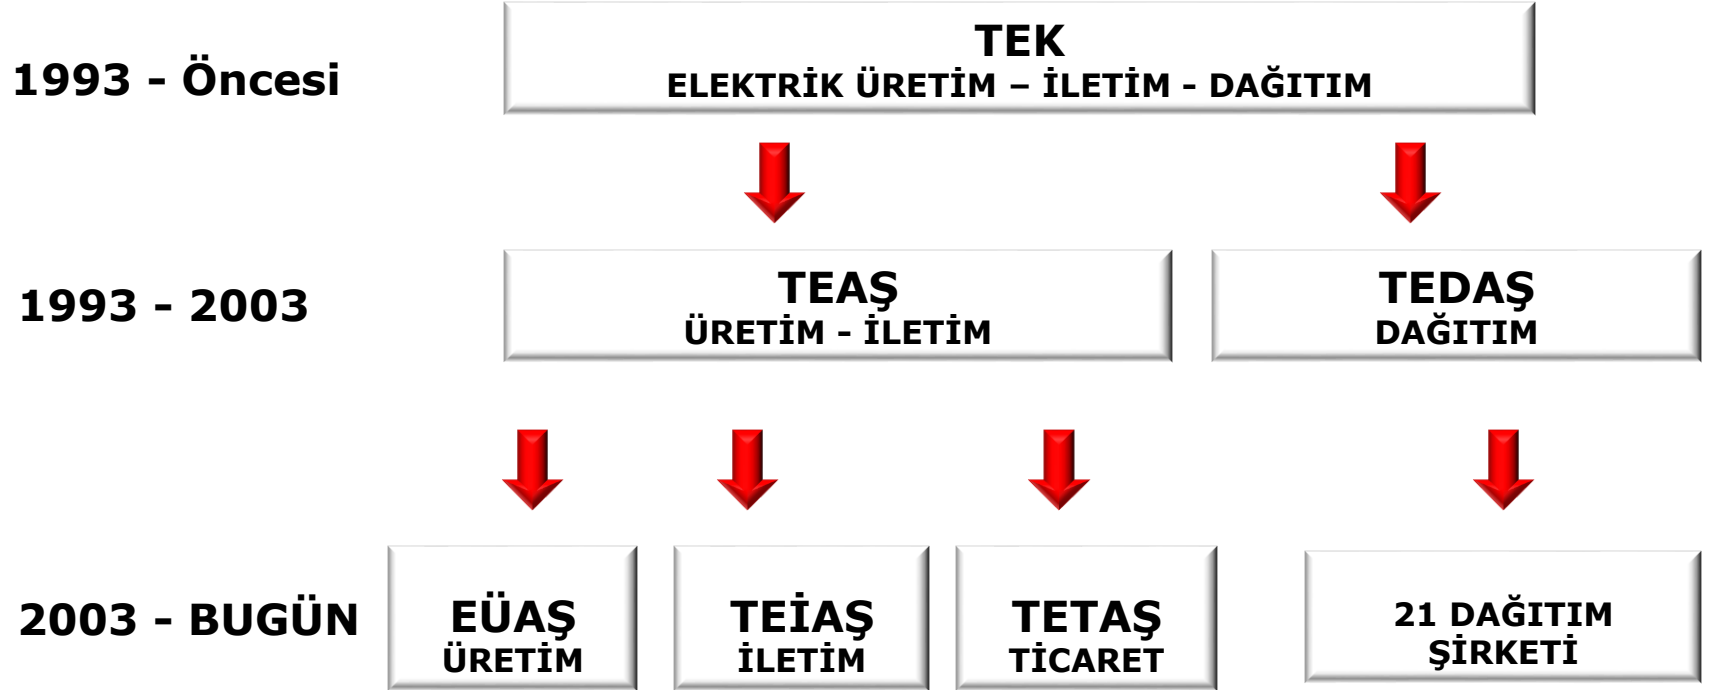 1993 - Öncesi
TEK
ELEKTRİK ÜRETİM – İLETİM - DAĞITIM
1993 - 2003
TEAŞ
ÜRETİM - İLETİM
TEDAŞ
DAĞITIM
2003 - BUGÜN
EÜAŞ
ÜRETİM
TEİAŞ
İLETİM
TETAŞ
TİCARET
21 DAĞITIM
ŞİRKETİ